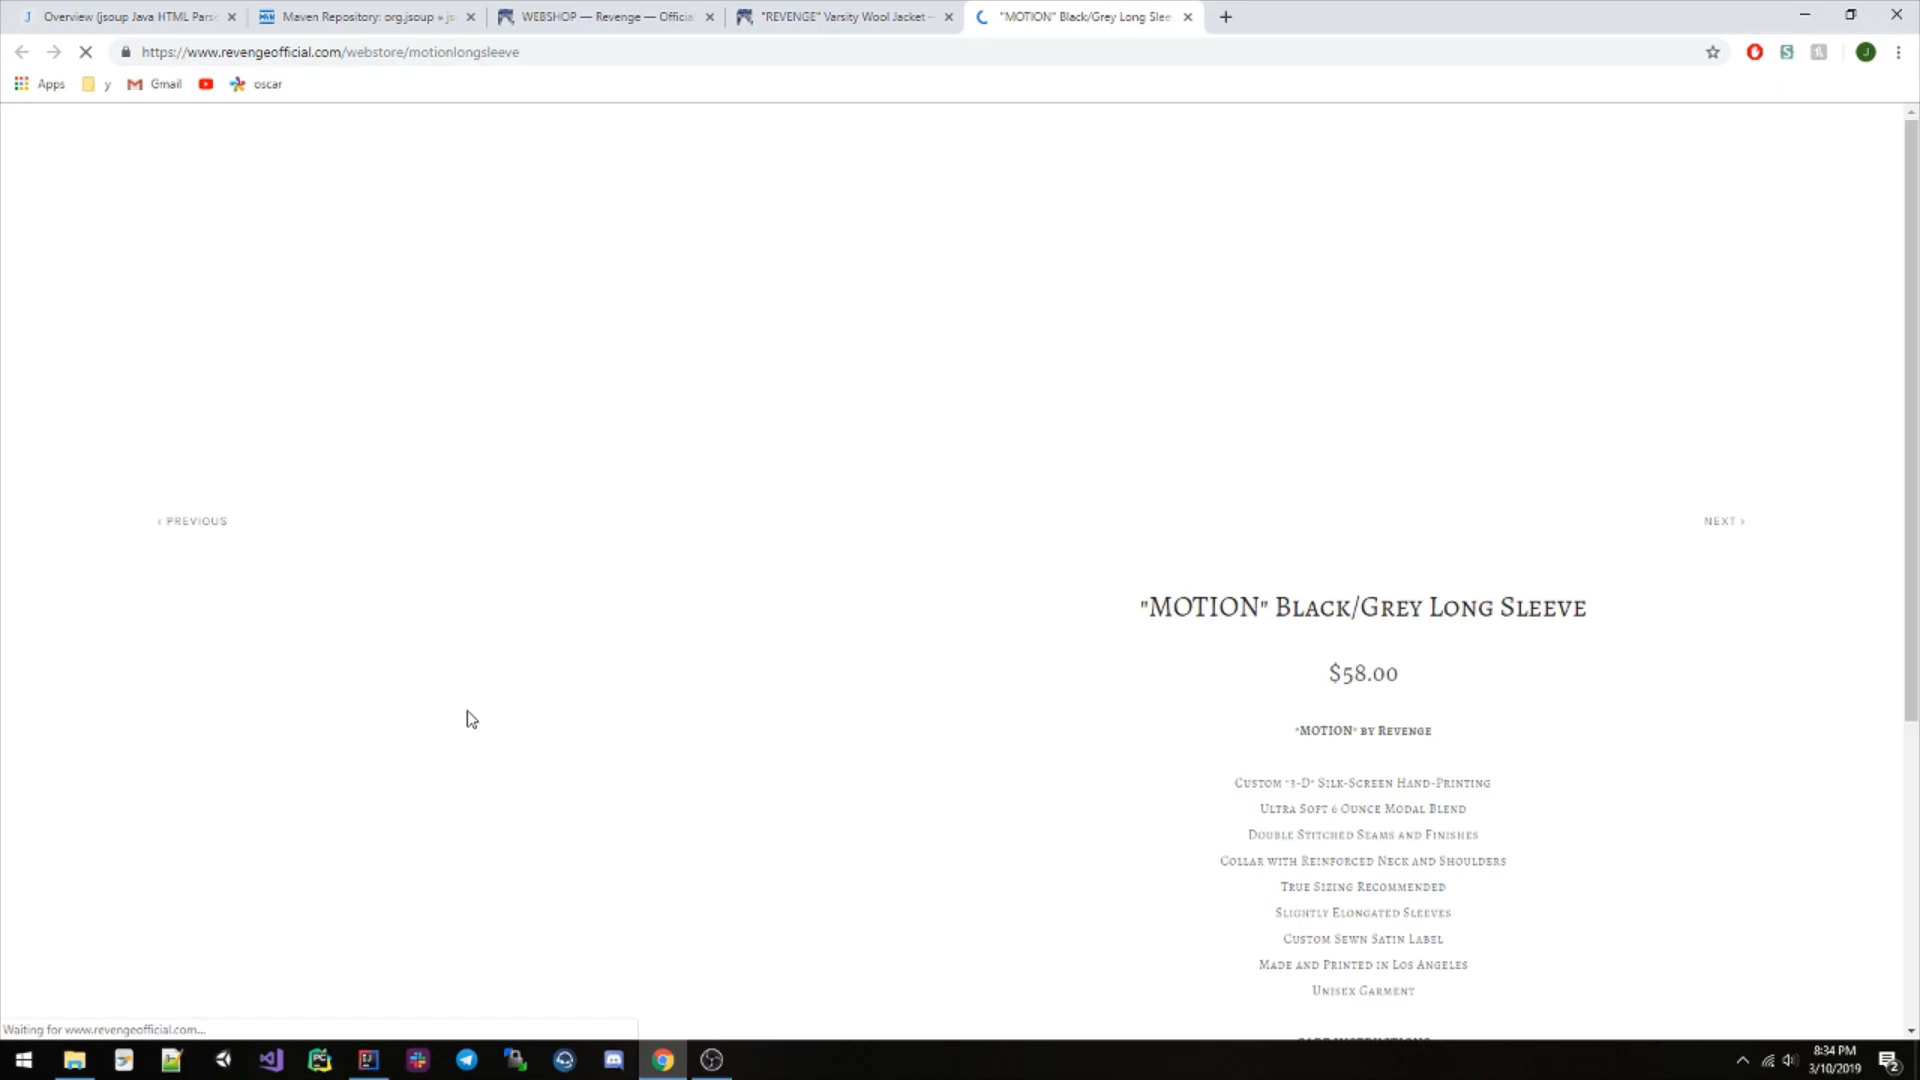 Overview (jsoup Java HTML Pars
Maven Repository: org.jsoup » js
WEBSHOP — Revenge — Officia
"REVENGE" Varsity Wool Jacket —
"MOTION" Black/Grey Long Slee
https://www.revengeofficial.com/webstore/motionlongsleeve
Apps
y
Gmail
oscar
‹ PREVIOUS
NEXT ›
"MOTION" Black/Grey Long Sleeve
$58.00
"MOTION" by Revenge
Custom "3-D" Silk-Screen Hand-Printing
Ultra Soft 6 Ounce Modal Blend
Double Stitched Seams and Finishes
Collar with Reinforced Neck and Shoulders
True Sizing Recommended
Slightly Elongated Sleeves
Custom Sewn Satin Label
Made and Printed in Los Angeles
Unisex Garment
Waiting for www.revengeofficial.com...
8:34 PM
3/10/2019
2